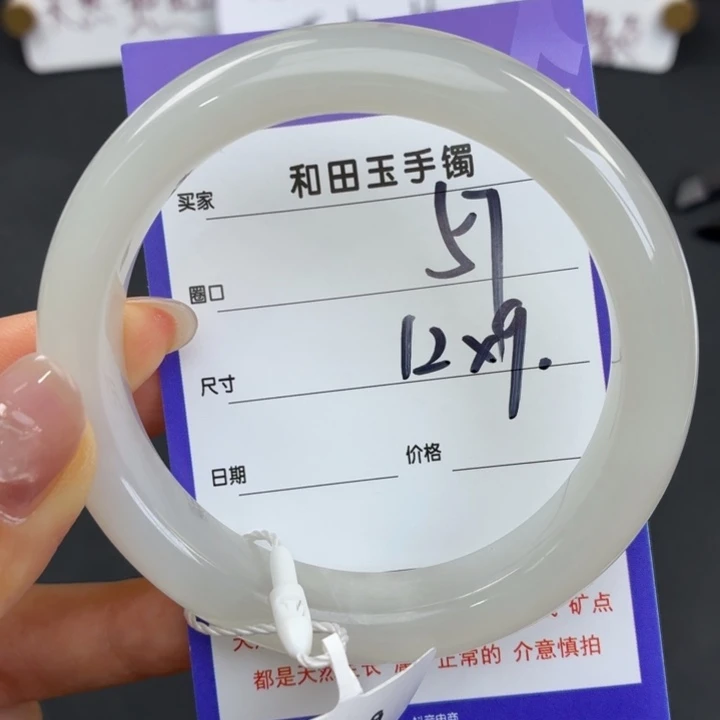 和田玉手镯
买家
圈口 57
尺寸 12x9.
日期 价格
矿点
都是天然 正常的 介意慎拍